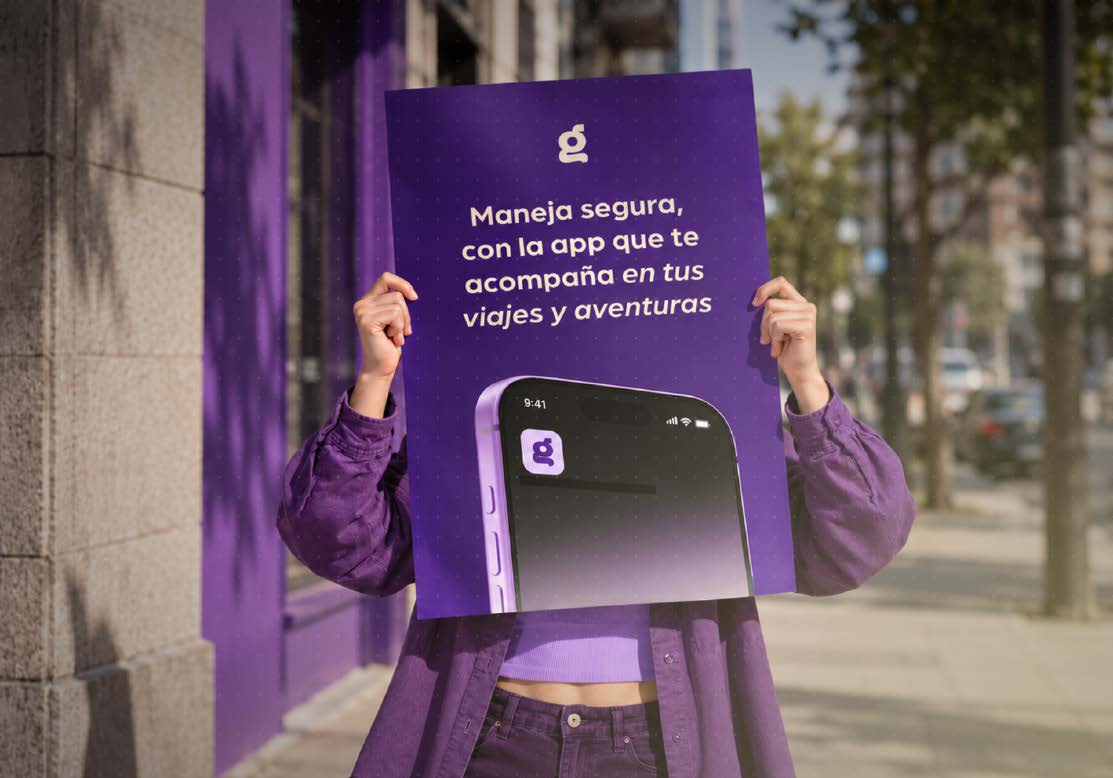 g
Maneja segura,
con la app que te
acompaña en tus
viajes y aventuras
9:41
g